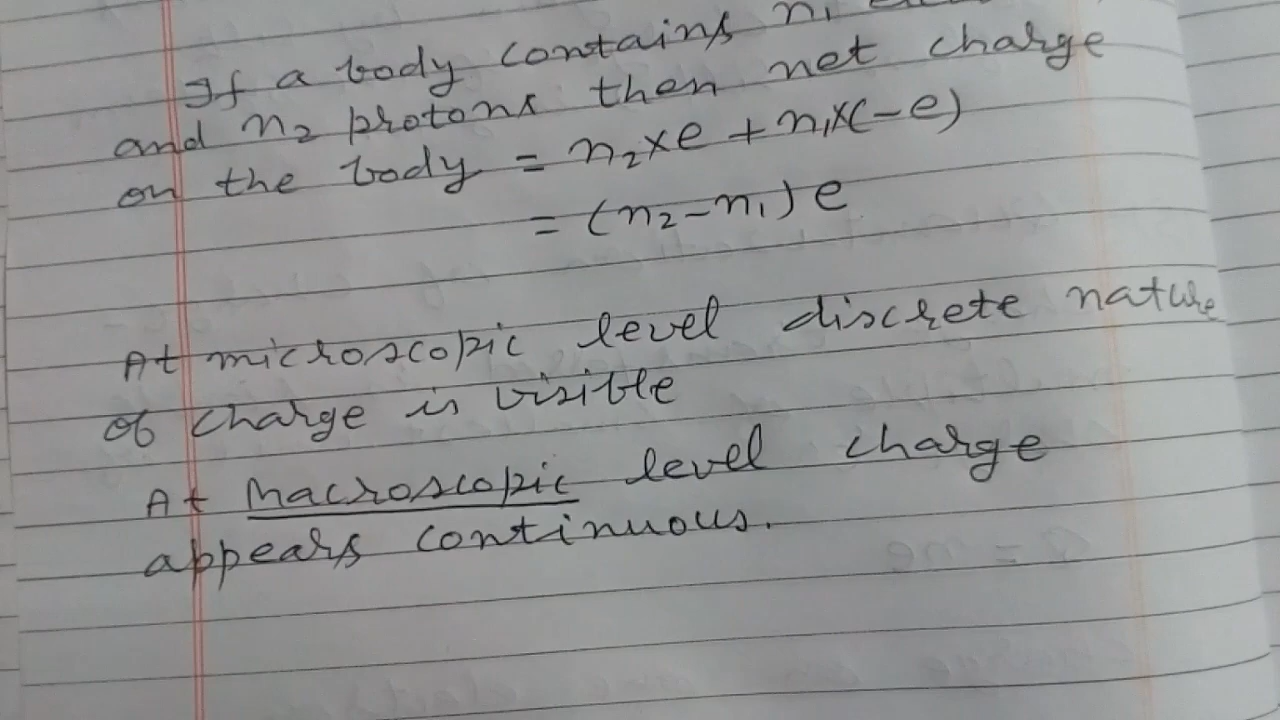 If a body contains n₁
and n₂ protons then net charge
on the body = n₂×e + n₁×(-e)
= (n₂-n₁) e
At microscopic level discrete nature
of charge is visible
At Macroscopic level charge
appears continuous.